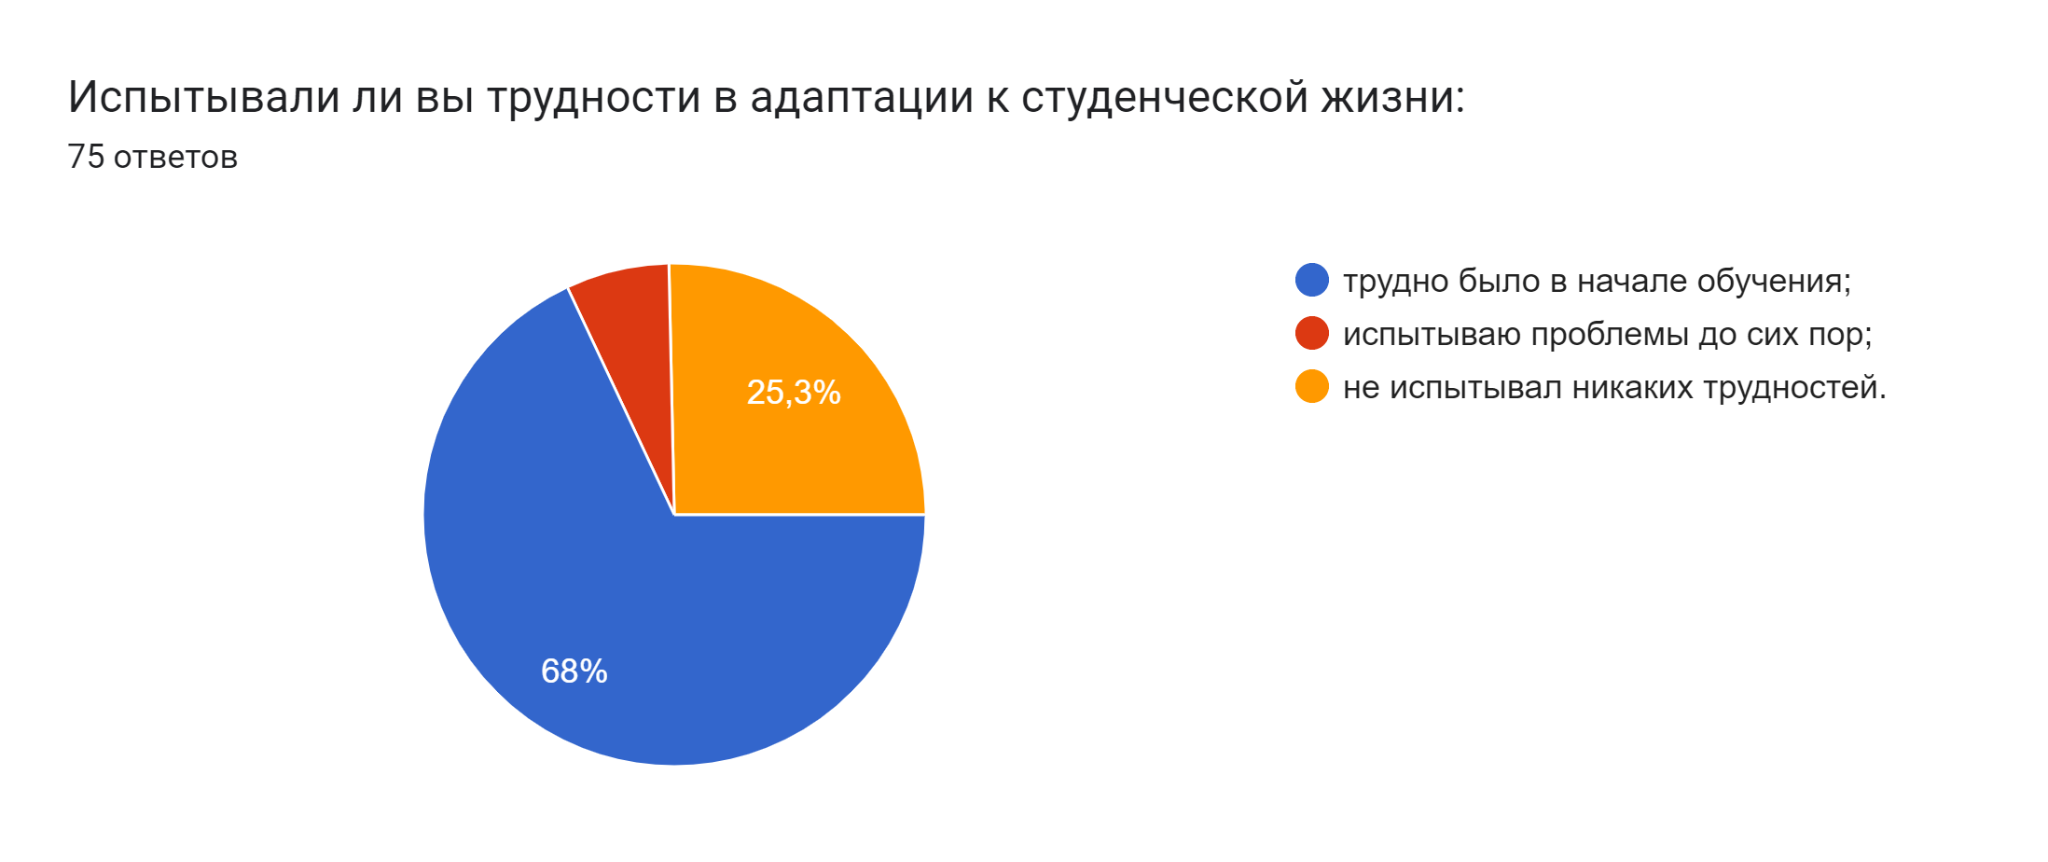 Испытывали ли вы трудности в адаптации к студенческой жизни:
75 ответов
трудно было в начале обучения;
испытываю проблемы до сих пор;
не испытывал никаких трудностей.
25,3%
68%